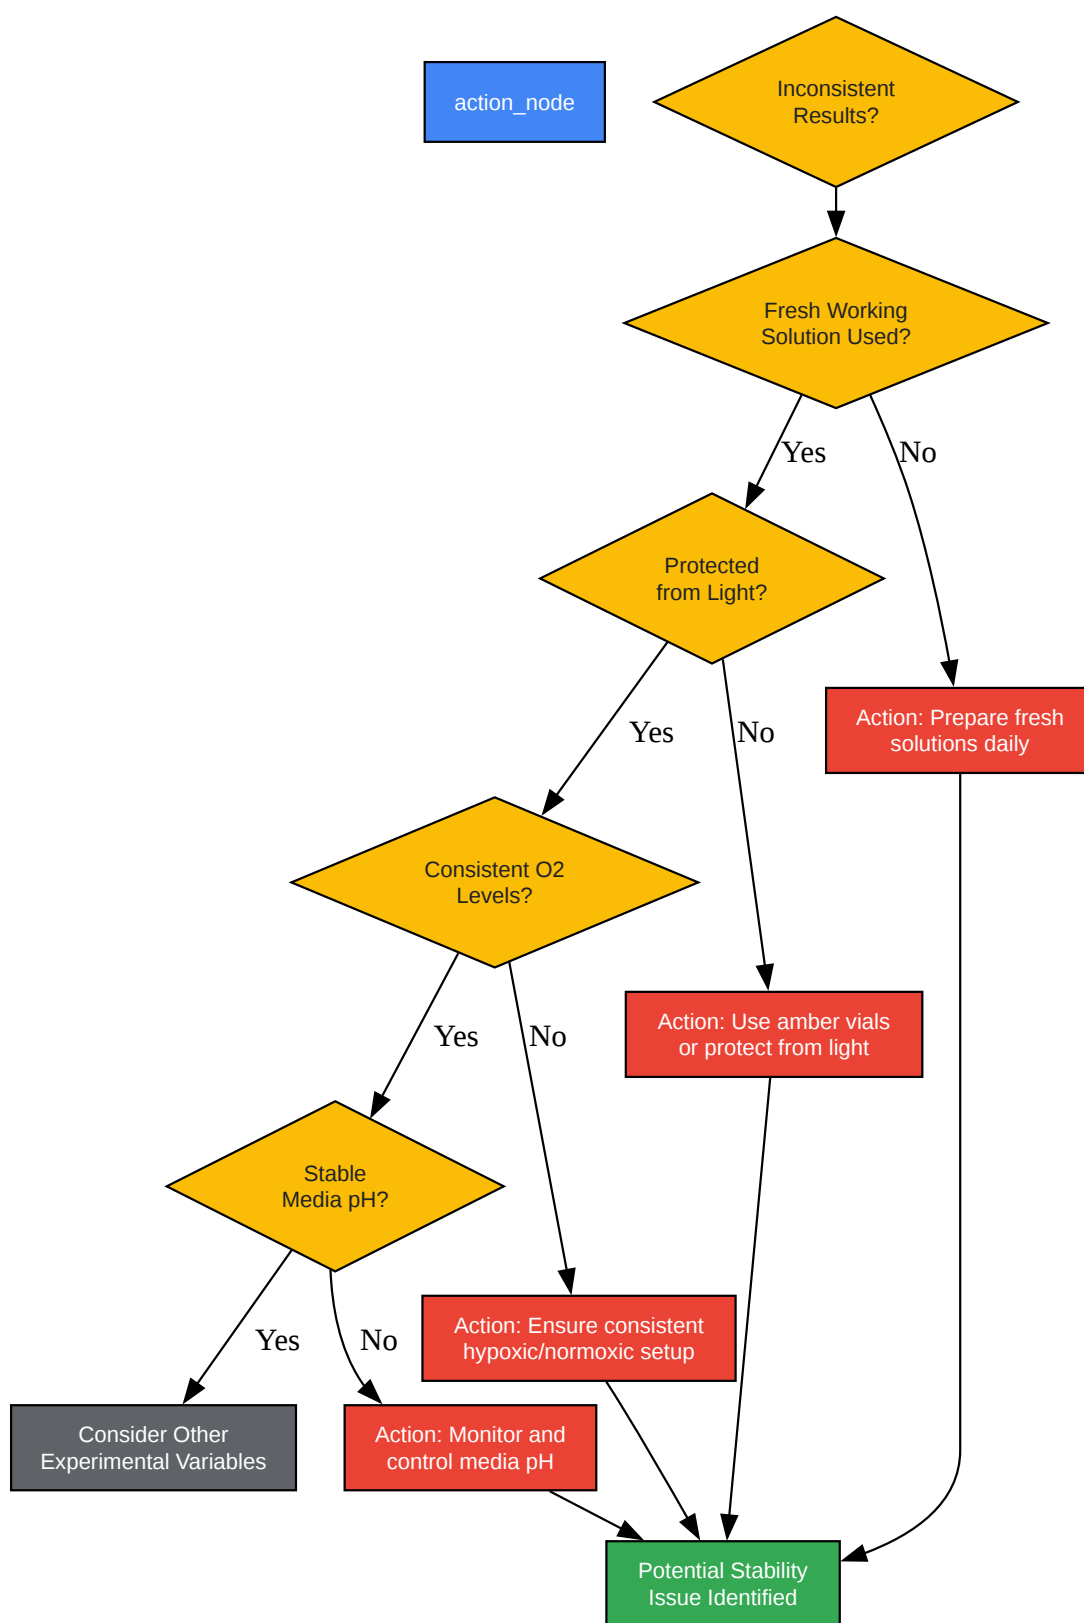 action_node
Inconsistent
Results?
Fresh Working
Solution Used?
Yes
No
Protected
from Light?
Action: Prepare fresh
solutions daily
Yes
No
Consistent O2
Levels?
Action: Use amber vials
or protect from light
Yes
No
Stable
Media pH?
Action: Ensure consistent
hypoxic/normoxic setup
Yes
No
Consider Other
Experimental Variables
Action: Monitor and
control media pH
Potential Stability
Issue Identified